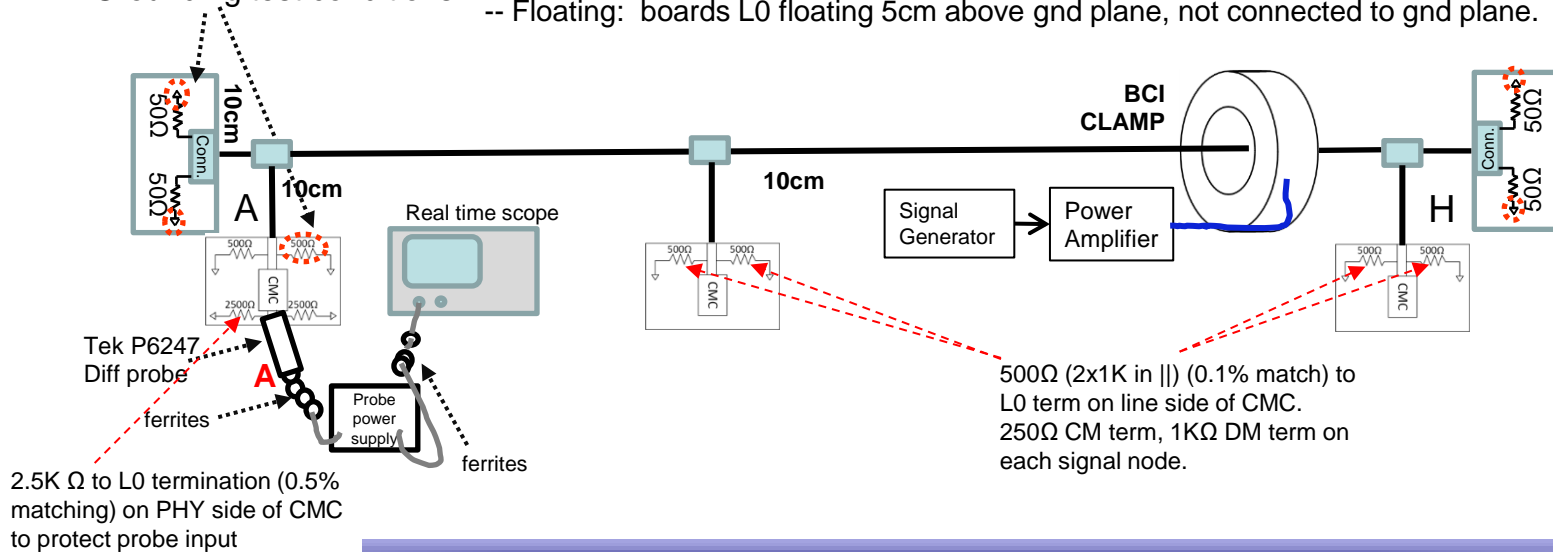 -- Floating: boards L0 floating 5cm above gnd plane, not connected to gnd plane.
50Ω
50Ω
Conn.
10cm
10cm
A
500Ω
500Ω
CMC
2500Ω
2500Ω
Tek P6247
Diff probe
A
ferrites
Real time scope
Probe
power
supply
ferrites
2.5K Ω to L0 termination (0.5%
matching) on PHY side of CMC
to protect probe input
10cm
500Ω
500Ω
CMC
BCI
CLAMP
Signal
Generator
Power
Amplifier
H
50Ω
50Ω
Conn.
500Ω
500Ω
CMC
500Ω (2x1K in ||) (0.1% match) to
L0 term on line side of CMC.
250Ω CM term, 1KΩ DM term on
each signal node.